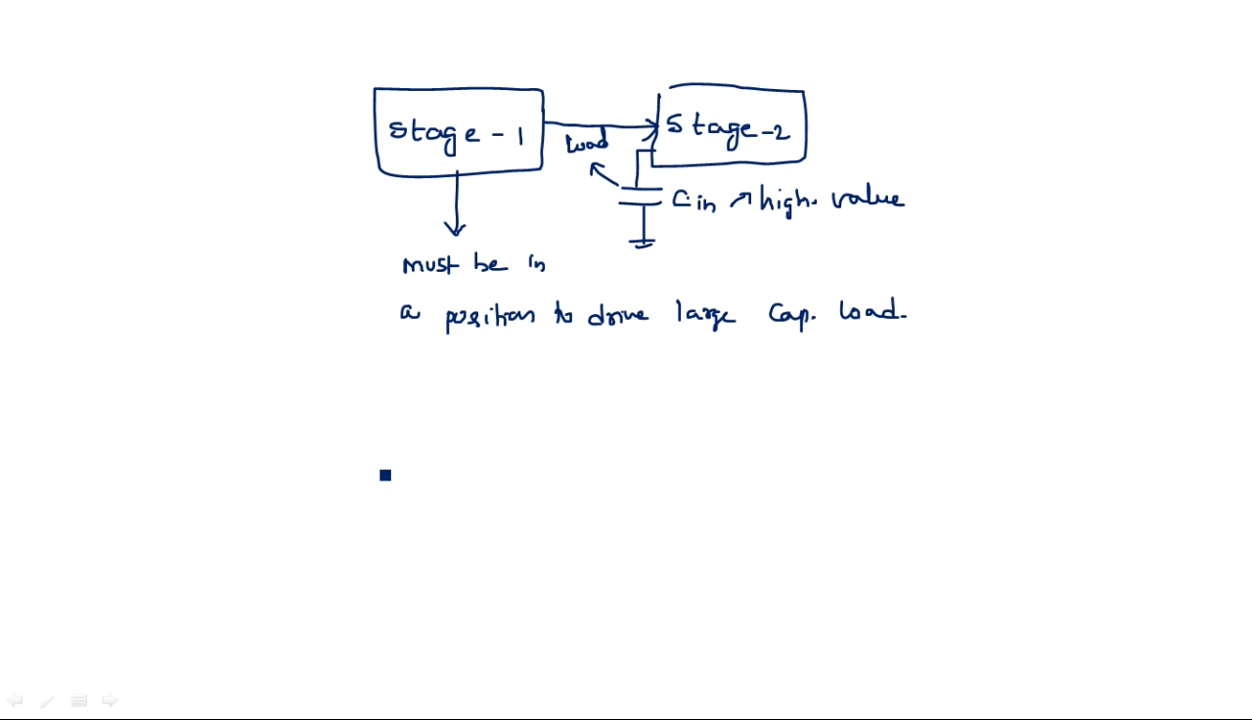 Stage-1
Stage-2
Load
Cin ↗ high. value
must be in
a position to drive large cap. load.